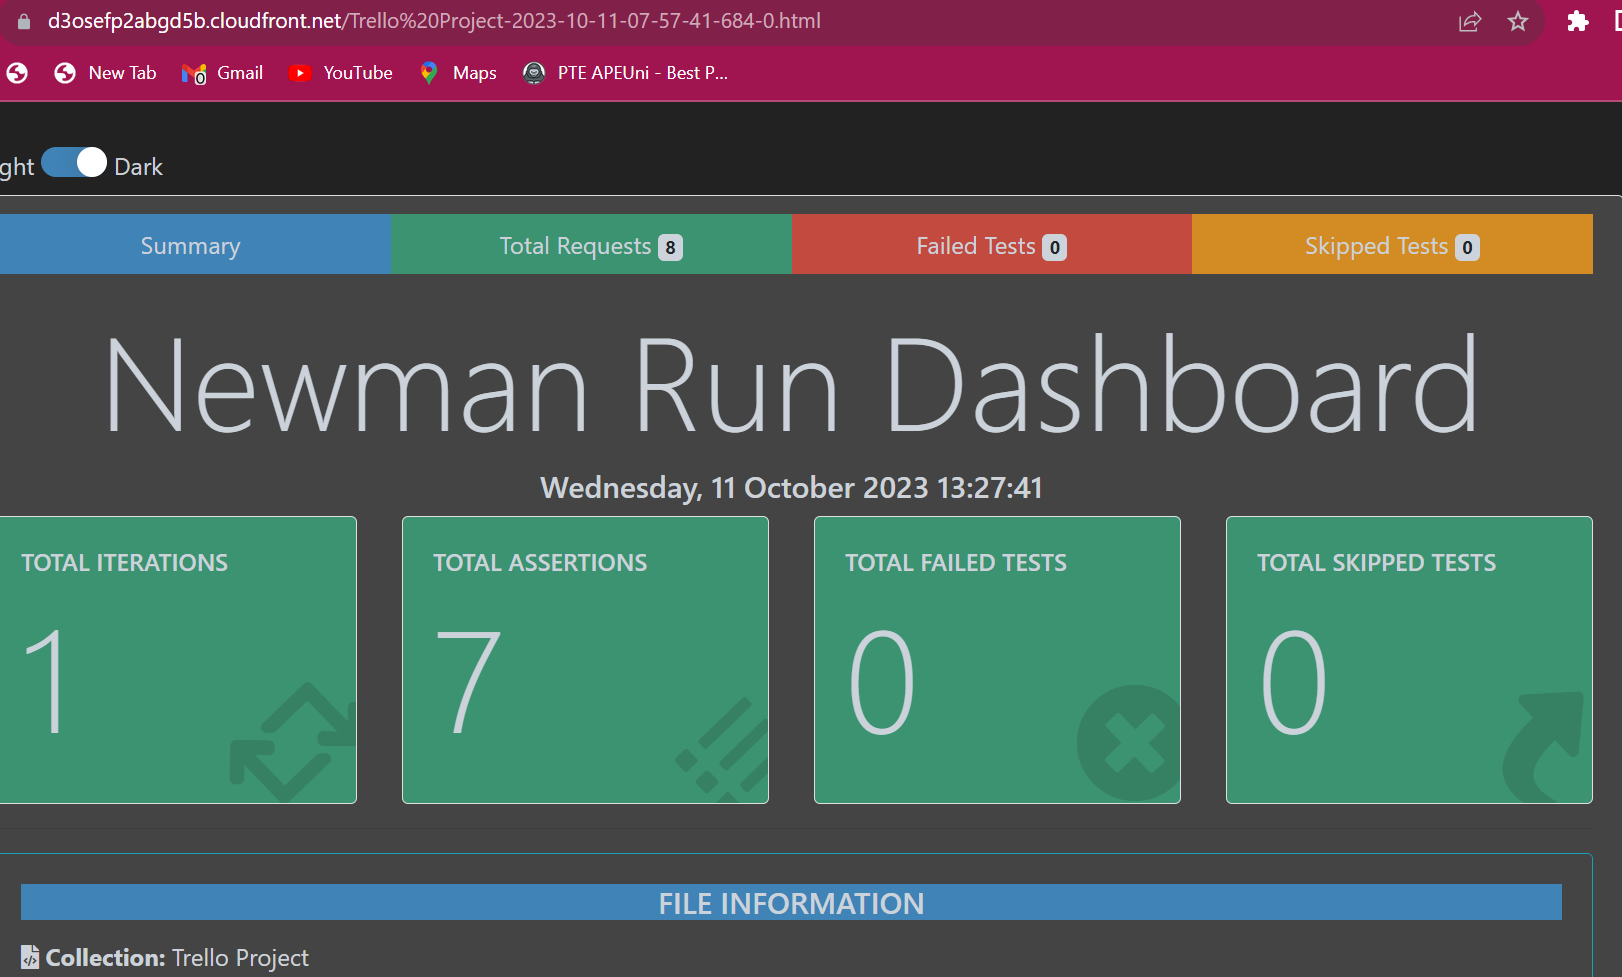 d3osefp2abgd5b.cloudfront.net/Trello%20Project-2023-10-11-07-57-41-684-0.html
New Tab Gmail YouTube Maps PTE APEUni - Best P...
ght Dark
Summary Total Requests 8 Failed Tests 0 Skipped Tests 0
Newman Run Dashboard
Wednesday, 11 October 2023 13:27:41
TOTAL ITERATIONS TOTAL ASSERTIONS TOTAL FAILED TESTS TOTAL SKIPPED TESTS
1 7 0 0
FILE INFORMATION
Collection: Trello Project